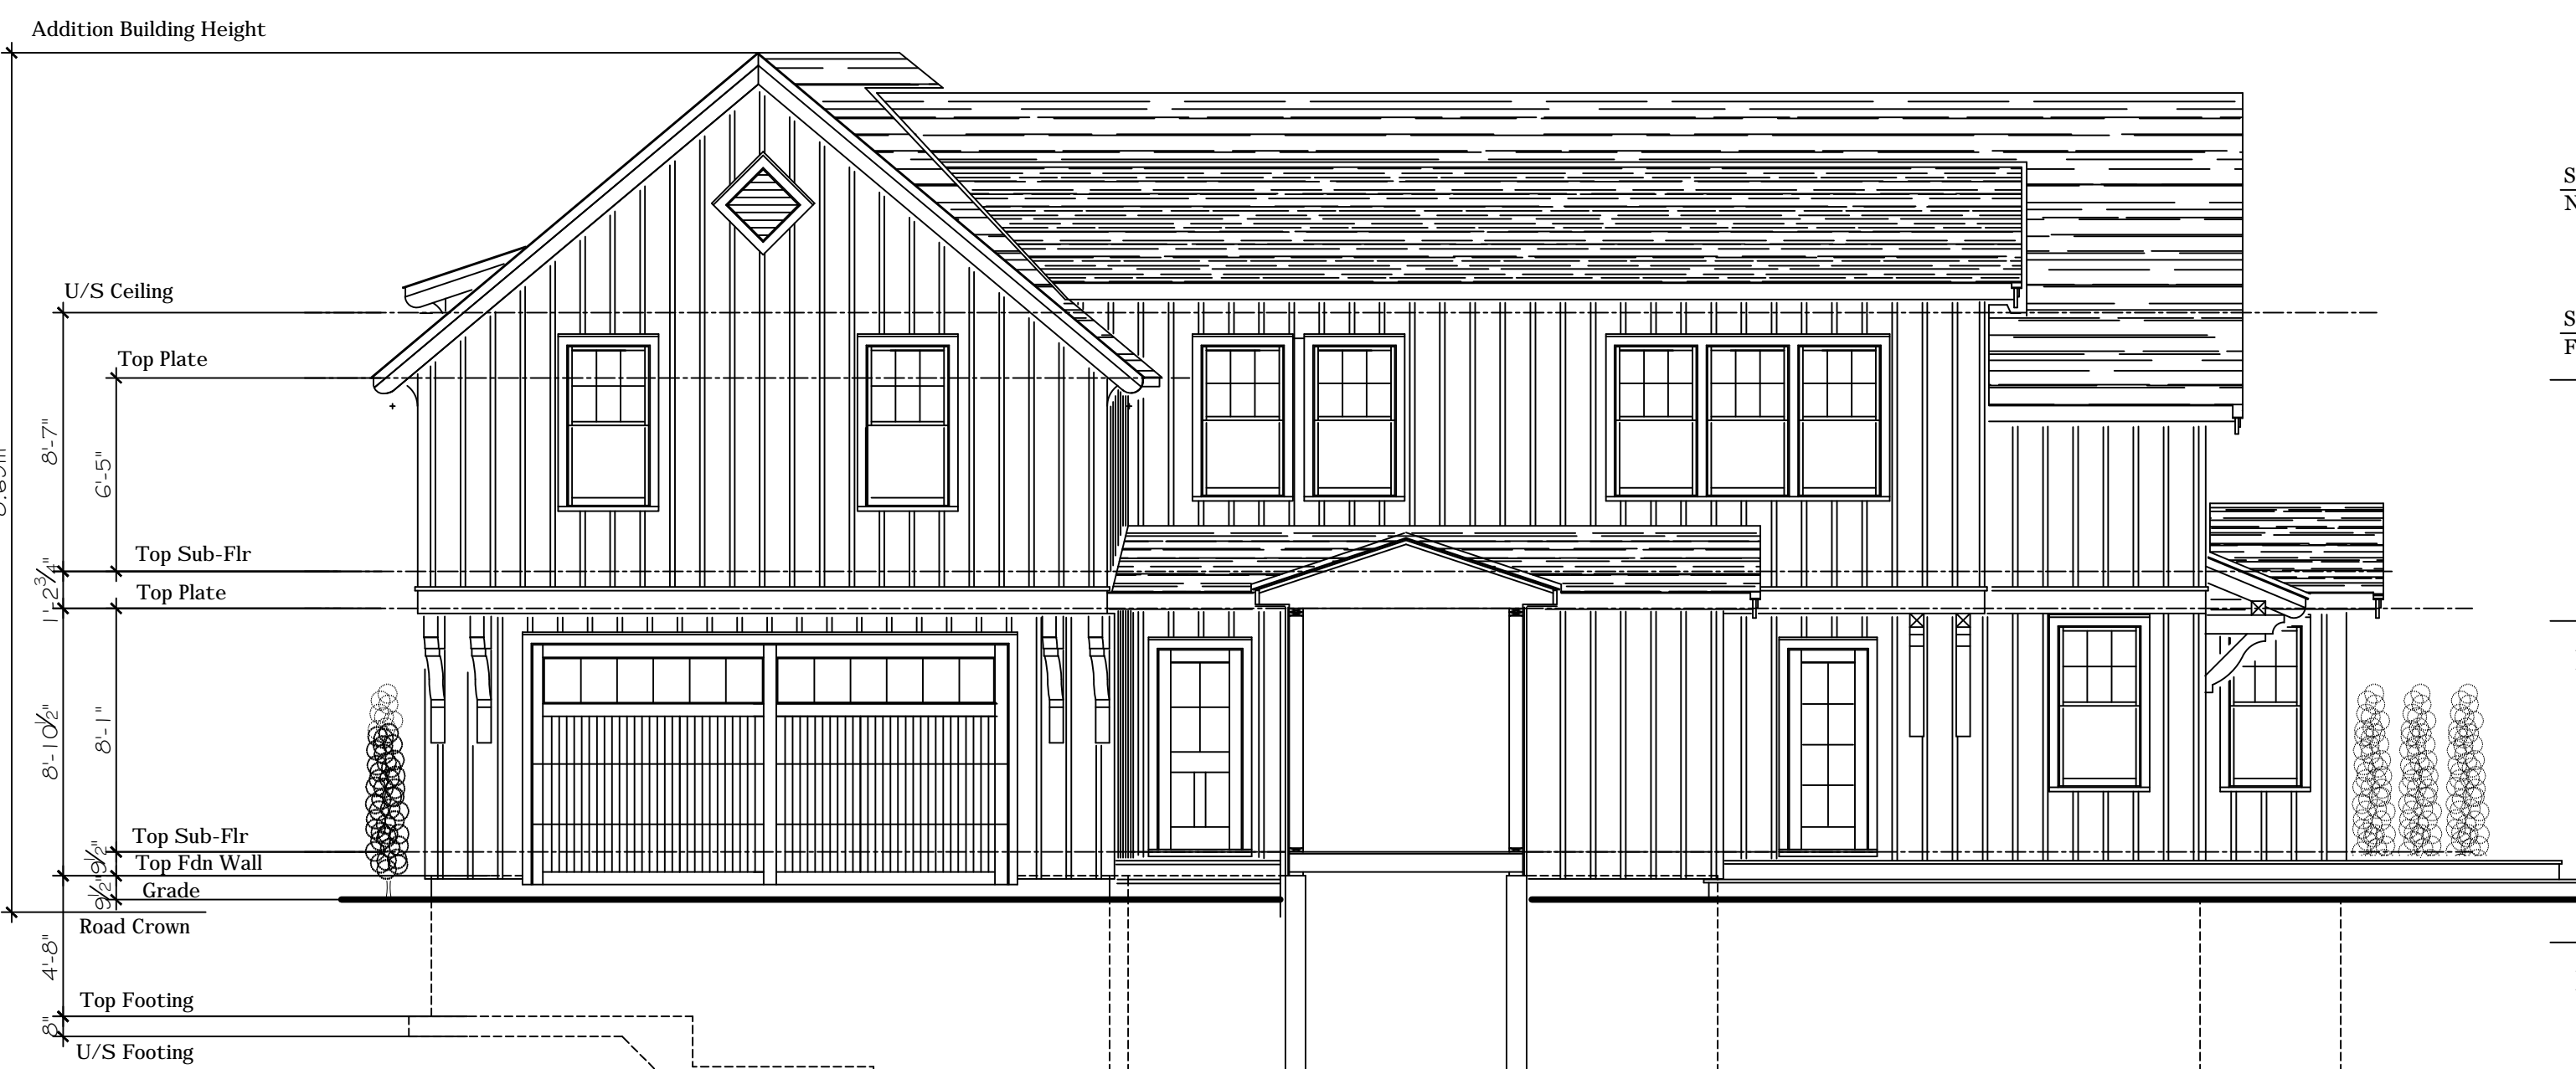 Addition Building Height
S
N
U/S Ceiling
S
F
Top Plate
8'-7"
6'-5"
Top Sub-Flr
1'-2¾"
Top Plate
8'-10½"
8'-1"
Top Sub-Flr
9½"
Top Fdn Wall
9½"
Grade
Road Crown
4'-8"
Top Footing
8"
U/S Footing